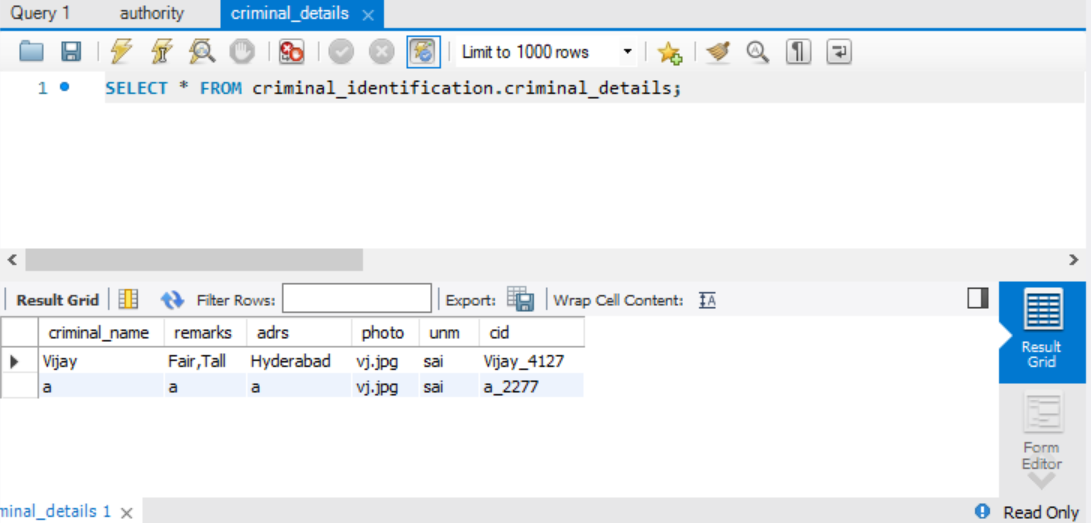 Query 1 authority criminal_details
Limit to 1000 rows
1 SELECT * FROM criminal_identification.criminal_details;
Result Grid Filter Rows: Export: Wrap Cell Content: IA
criminal_name remarks adrs photo unm cid
Vijay Fair,Tall Hyderabad vj.jpg sai Vijay_4127
a a a vj.jpg sai a_2277
Result
Grid
Form
Editor
minal_details 1 Read Only